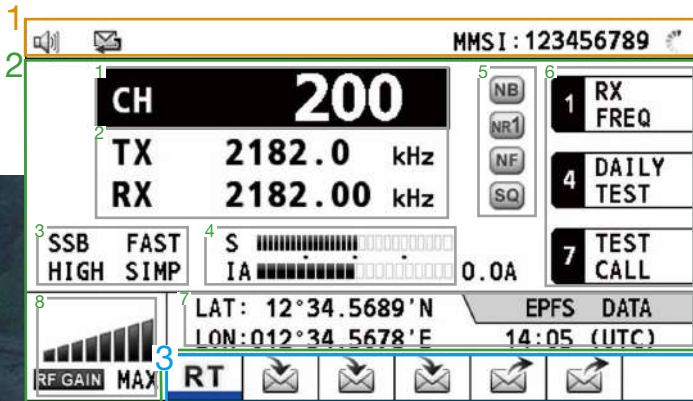 1
MMSI:123456789
2
1
CH 200
2
TX 2182.0 kHz
RX 2182.00 kHz
5
NB
NR1
NF
SQ
6
1 RX FREQ
4 DAILY TEST
7 TEST CALL
3
SSB FAST
HIGH SIMP
4
S
IA 0.0A
7
LAT: 12°34.5689'N EPFS DATA
LON:012°34.5678'E 14:05 (UTC)
8
RF GAIN MAX
3
RT